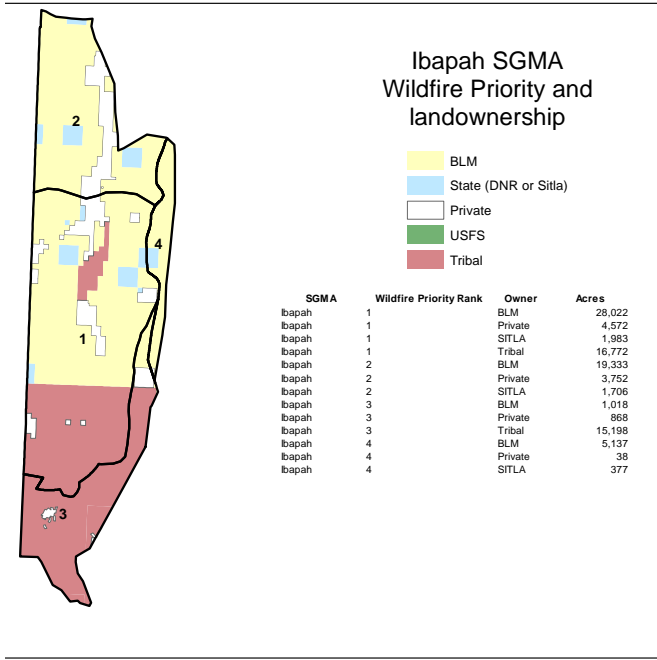 Ibapah SGMA
Wildfire Priority and
landownership
BLM
State (DNR or Sitla)
Private
USFS
Tribal
2
4
1
3
SGMA Wildfire Priority Rank Owner Acres
Ibapah 1 BLM 28,022
Ibapah 1 Private 4,572
Ibapah 1 SITLA 1,983
Ibapah 1 Tribal 16,772
Ibapah 2 BLM 19,333
Ibapah 2 Private 3,752
Ibapah 2 SITLA 1,706
Ibapah 3 BLM 1,018
Ibapah 3 Private 868
Ibapah 3 Tribal 15,198
Ibapah 4 BLM 5,137
Ibapah 4 Private 38
Ibapah 4 SITLA 377